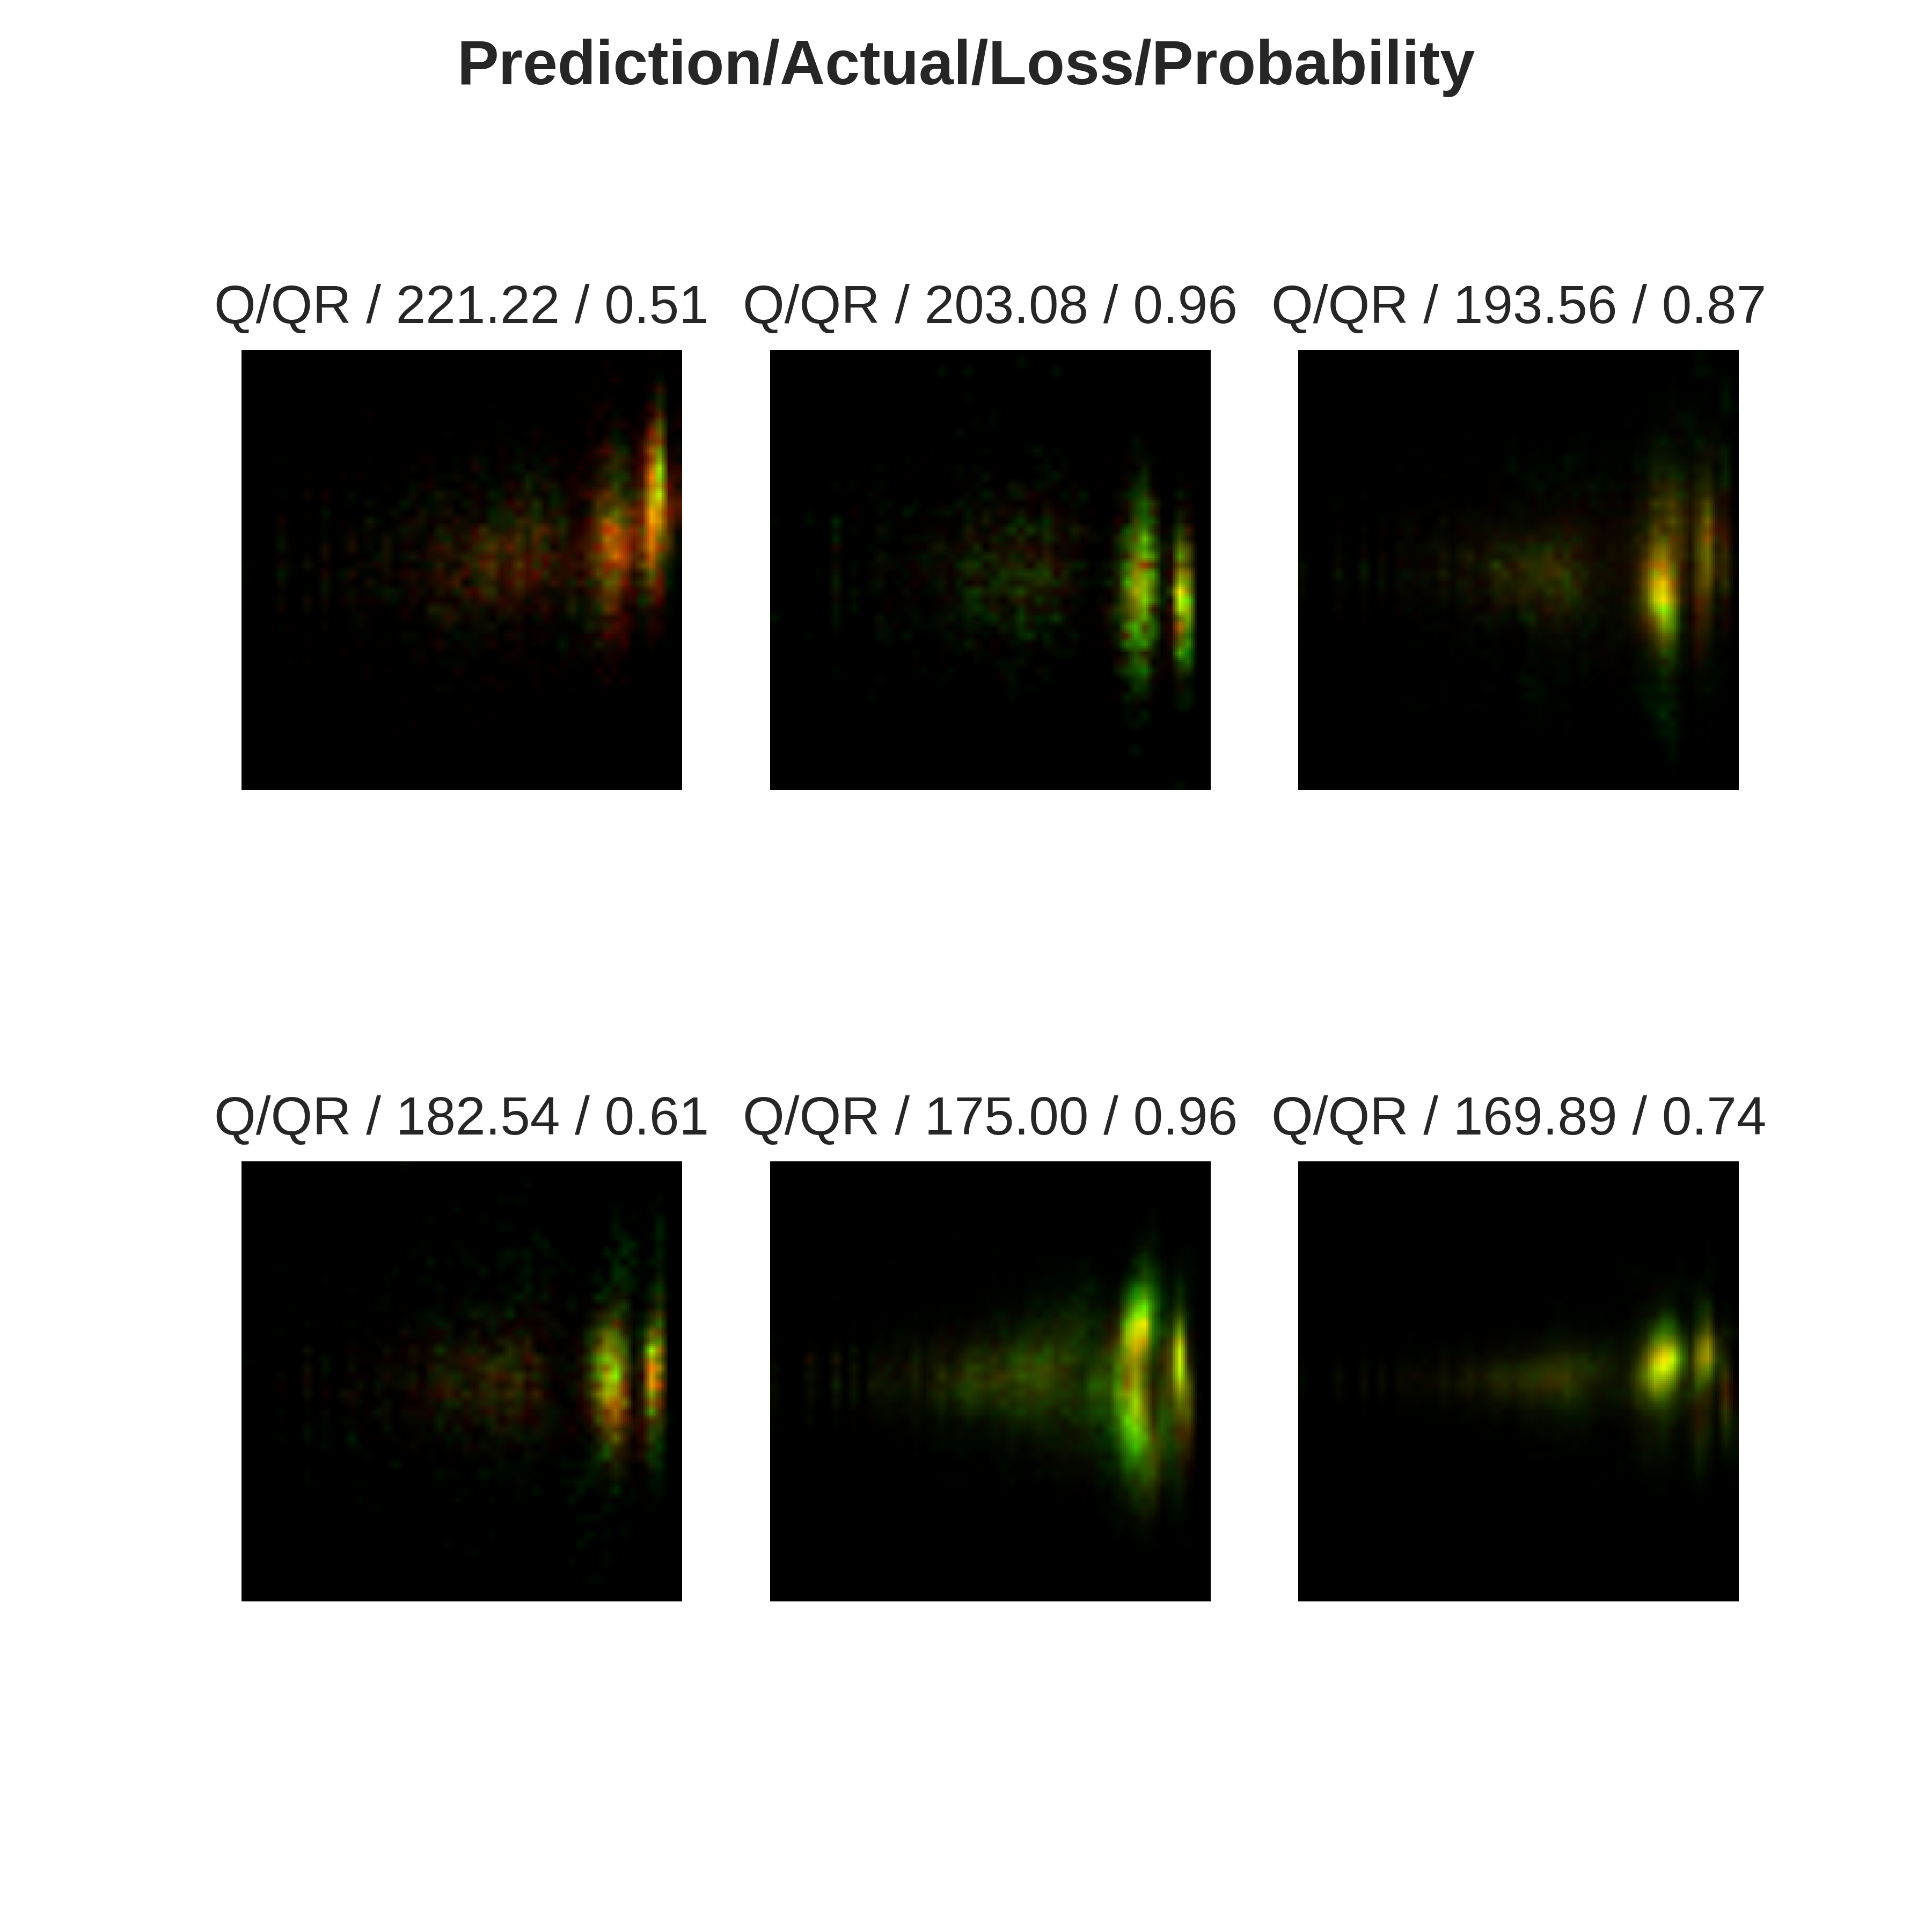 Prediction/Actual/Loss/Probability
Q/QR / 221.22 / 0.51
Q/QR / 203.08 / 0.96
Q/QR / 193.56 / 0.87
Q/QR / 182.54 / 0.61
Q/QR / 175.00 / 0.96
Q/QR / 169.89 / 0.74